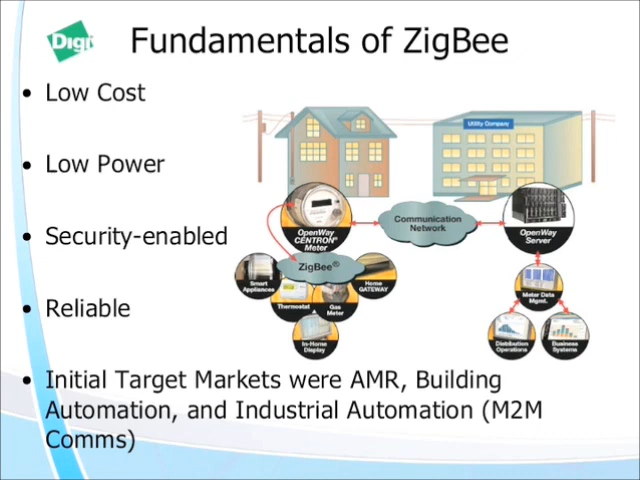 Digi
Fundamentals of ZigBee
• Low Cost
• Low Power
• Security-enabled
• Reliable
• Initial Target Markets were AMR, Building
Automation, and Industrial Automation (M2M
Comms)
Utility Company
OpenWay
CENTRON®
Meter
Communication
Network
OpenWay
Server
ZigBee®
Smart
Appliances
Thermostat
Gas
Meter
Home
GATEWAY
In-Home
Display
Meter Data
Mgmt.
Distribution
Operations
Business
Systems